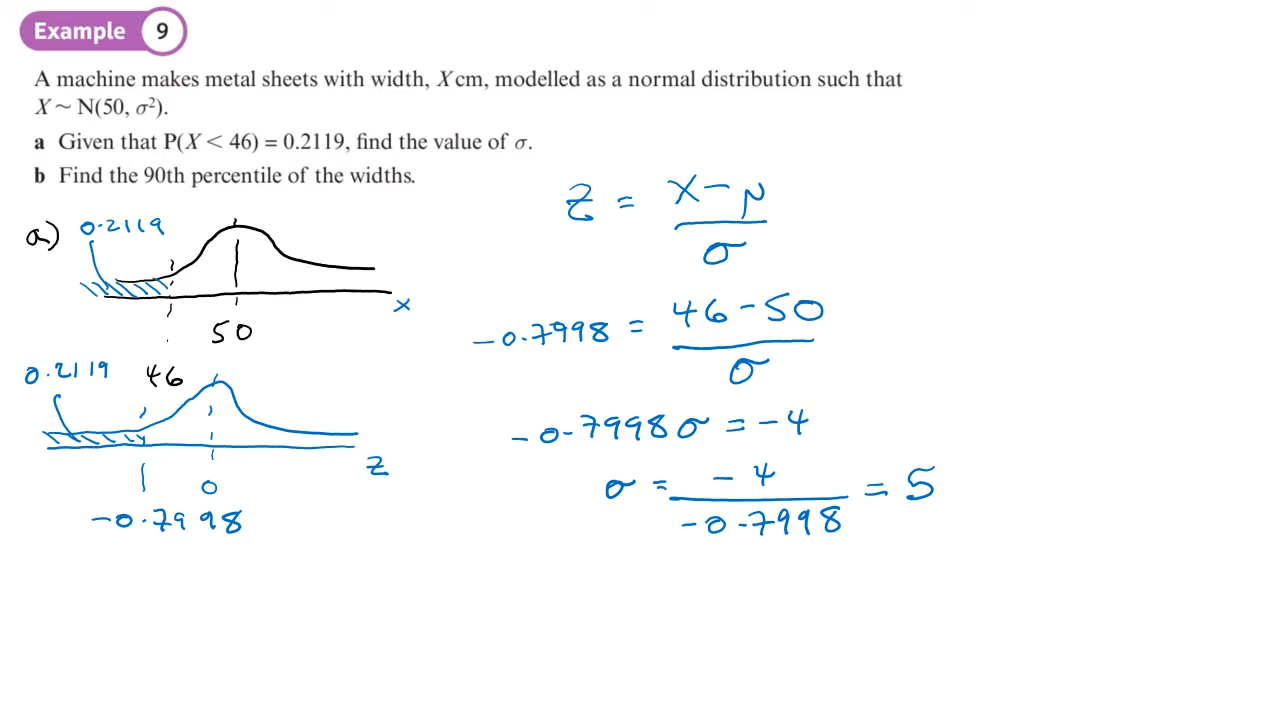 Example 9
A machine makes metal sheets with width, X cm, modelled as a normal distribution such that
X ~ N(50, σ²).
a Given that P(X < 46) = 0.2119, find the value of σ.
b Find the 90th percentile of the widths.
a)
0.2119
50
x
46
0.2119
0
z
-0.7998
z = x-μ / σ
-0.7998 = 46-50 / σ
-0.7998σ = -4
σ = -4 / -0.7998 = 5